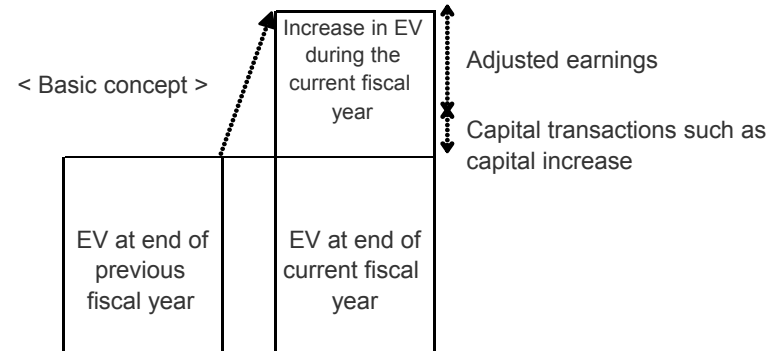 < Basic concept >
Increase in EV
during the
current fiscal
year
Adjusted earnings
Capital transactions such as
capital increase
EV at end of
previous
fiscal year
EV at end of
current fiscal
year